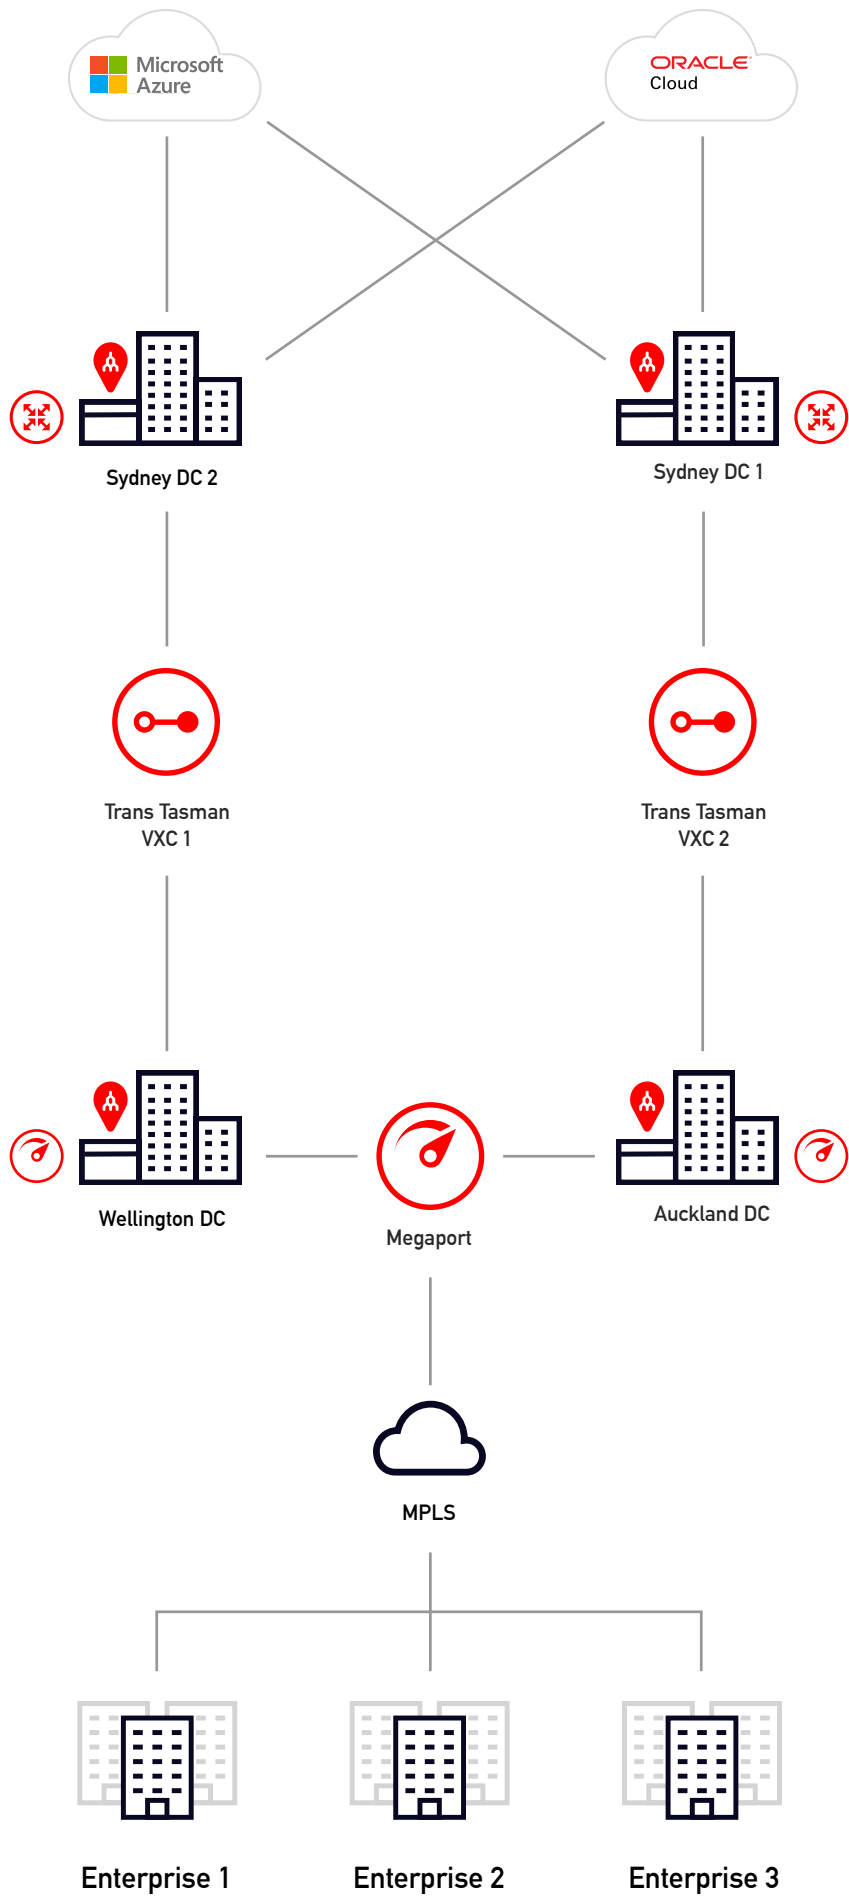 Microsoft
Azure
ORACLE
Cloud
Sydney DC 2
Sydney DC 1
Trans Tasman
VXC 1
Trans Tasman
VXC 2
Wellington DC
Megaport
Auckland DC
MPLS
Enterprise 1
Enterprise 2
Enterprise 3